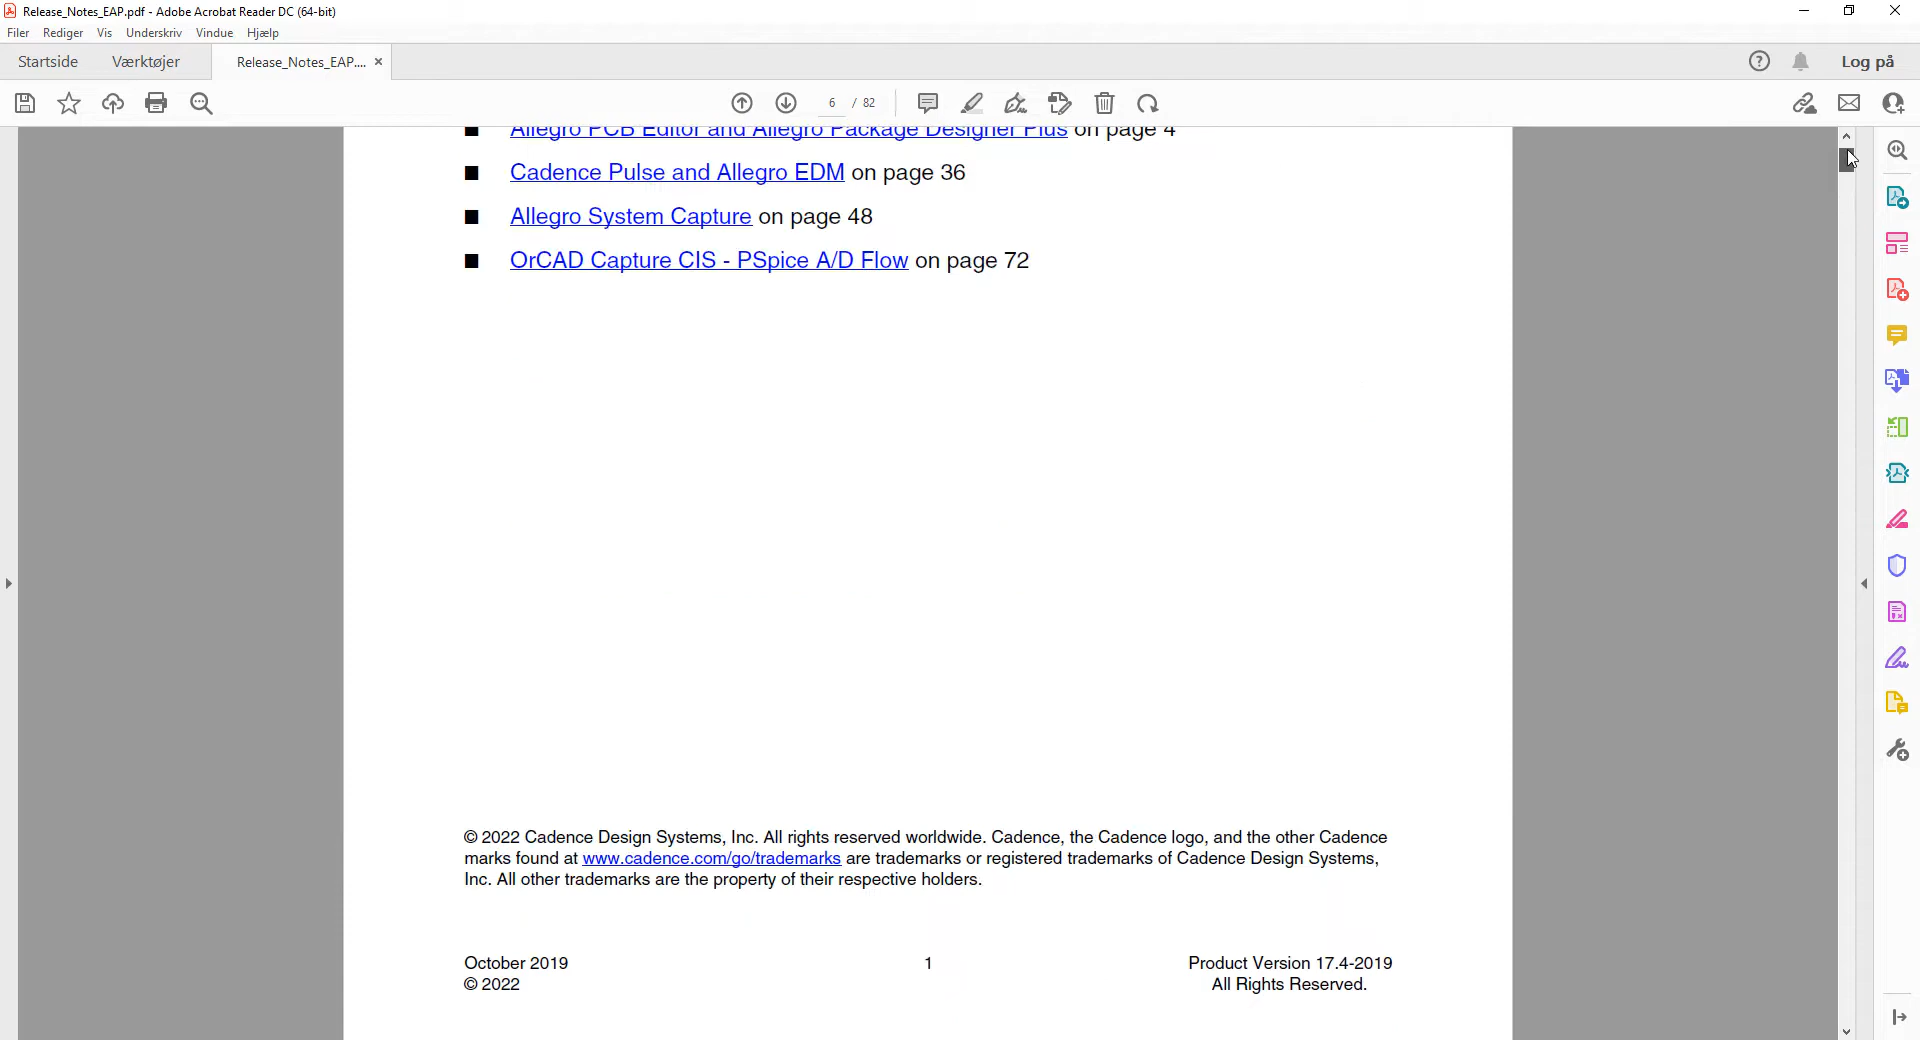 Release_Notes_EAP.pdf - Adobe Acrobat Reader DC (64-bit)
Filer Rediger Vis Underskriv Vindue Hjælp
Startside Værktøjer Release_Notes_EAP.... × Log på
6 / 82
Allegro PCB Editor and Allegro Package Designer Plus on page 4
■ Cadence Pulse and Allegro EDM on page 36
■ Allegro System Capture on page 48
■ OrCAD Capture CIS - PSpice A/D Flow on page 72
© 2022 Cadence Design Systems, Inc. All rights reserved worldwide. Cadence, the Cadence logo, and the other Cadence
marks found at www.cadence.com/go/trademarks are trademarks or registered trademarks of Cadence Design Systems,
Inc. All other trademarks are the property of their respective holders.
October 2019 1 Product Version 17.4-2019
© 2022 All Rights Reserved.